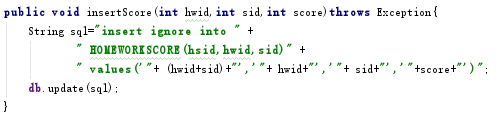 public void insertScore(int hwid,int sid,int score)throws Exception{
String sql="insert ignore into " +
" HOMEWORKSCORE(hsid,hwid,sid)" +
" values('"+ (hwid+sid)+"','"+ hwid+"','"+ sid+"','"+score+"')";
db.update(sql);
}